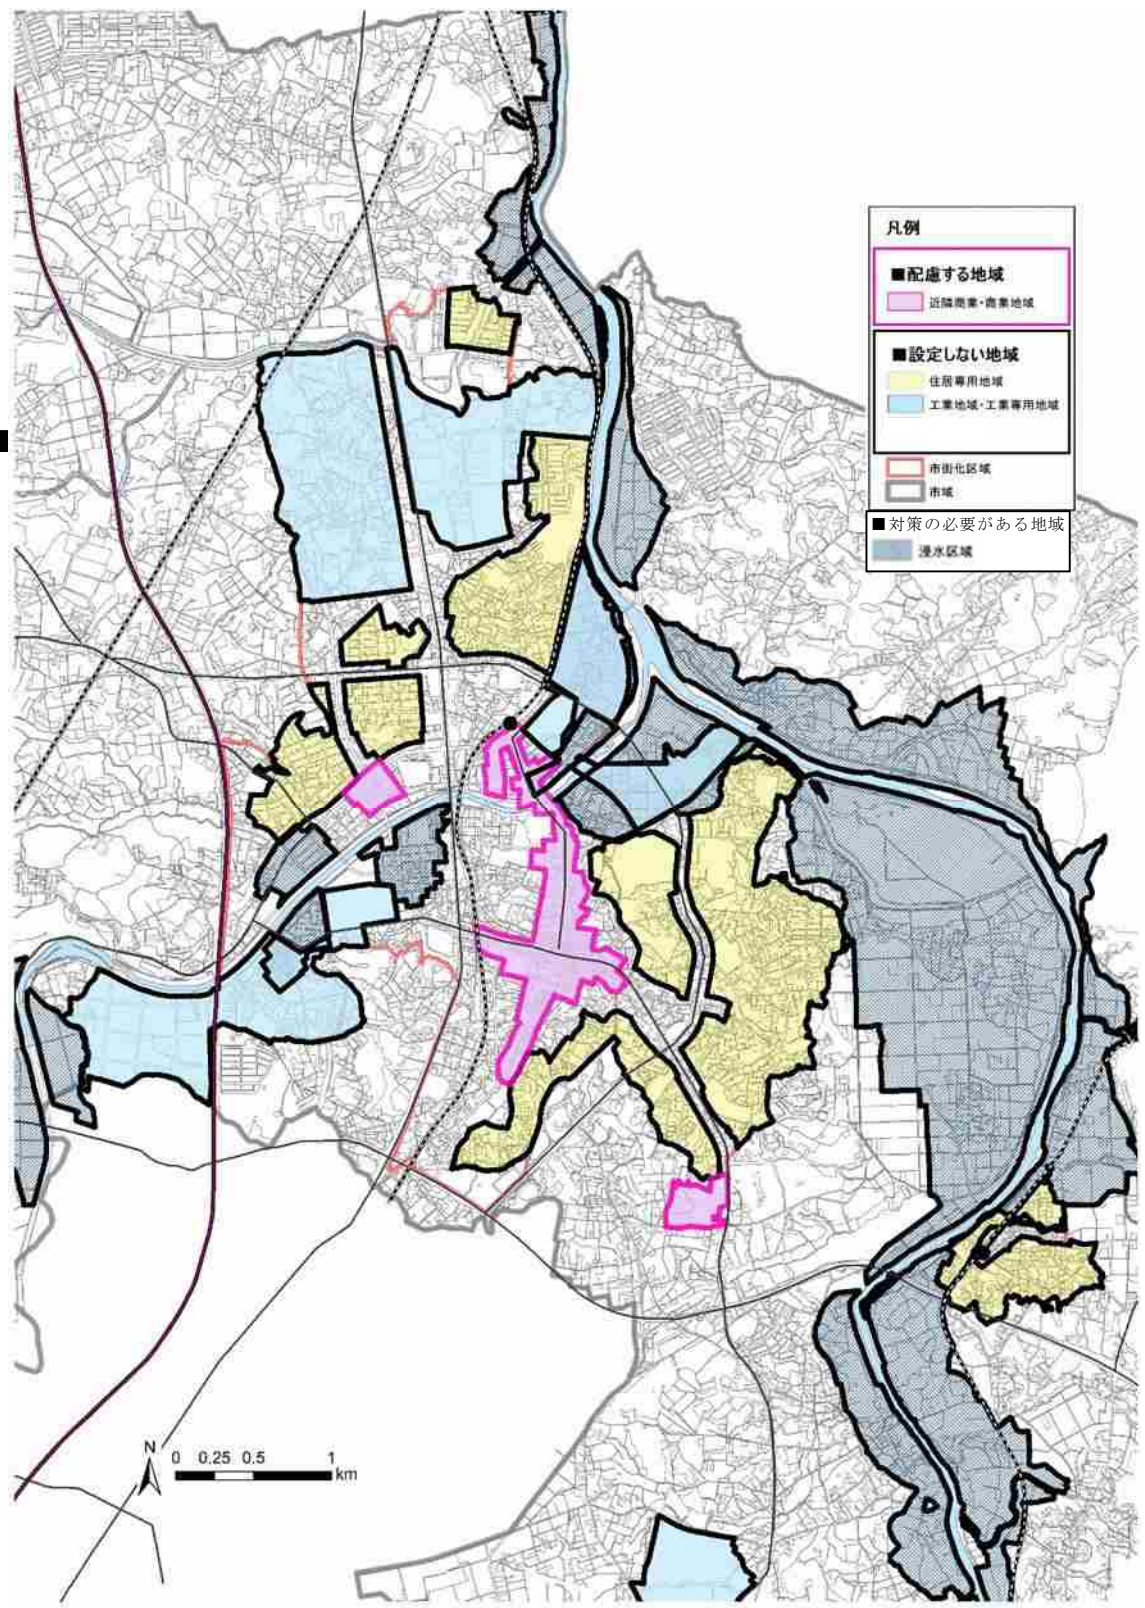 凡例
■配慮する地域
近隣商業・商業地域
■設定しない地域
住居専用地域
工業地域・工業専用地域
市街化区域
市域
■対策の必要がある地域
浸水区域
N
0 0.25 0.5 1
km